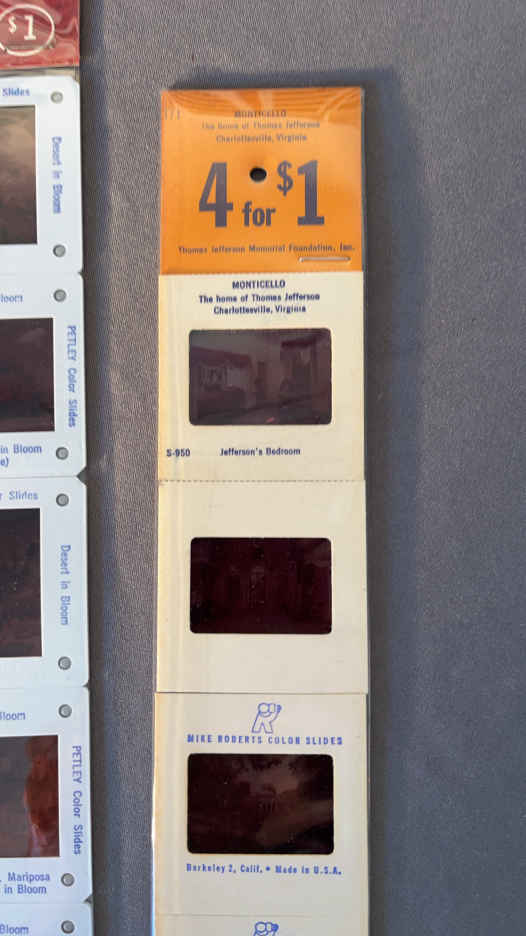 $1
Slides
Desert in Bloom
loom
PETLEY Color Slides
in Bloom
e)
r Slides
Desert in Bloom
loom
PETLEY Color Slides
, Mariposa
in Bloom
Bloom
MONTICELLO
The home of Thomas Jefferson
Charlottesville, Virginia
4 for $1
Thomas Jefferson Memorial Foundation, Inc.
MONTICELLO
The home of Thomas Jefferson
Charlottesville, Virginia
S-950 Jefferson's Bedroom
MIKE ROBERTS COLOR SLIDES
Berkeley 2, Calif. • Made in U.S.A.